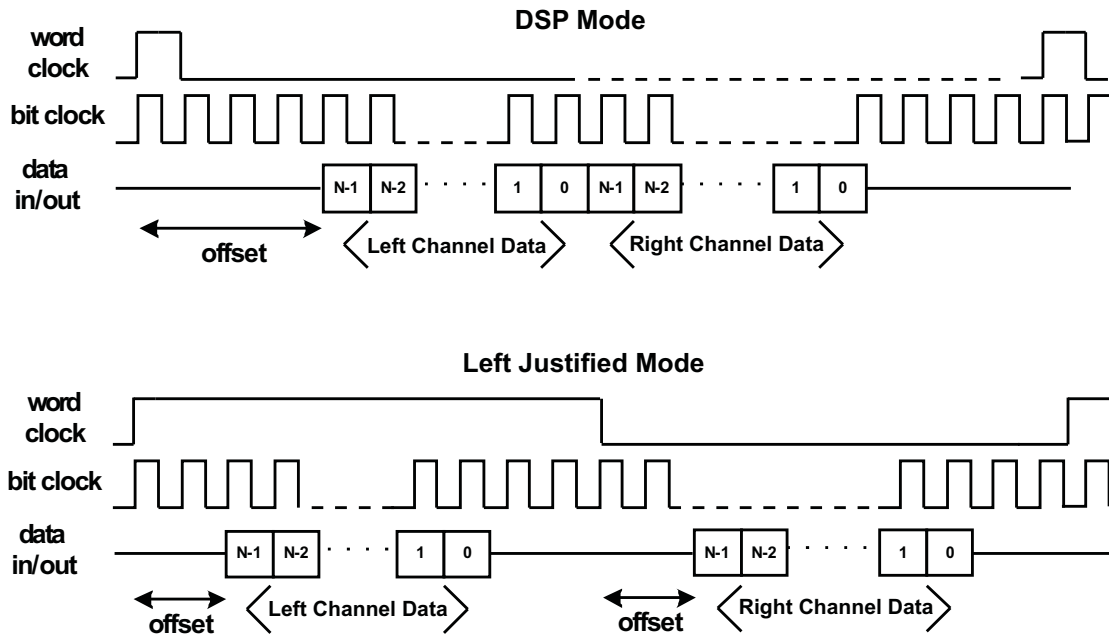 DSP Mode
word
clock
bit clock
data
in/out
N-1 N-2 1 0 N-1 N-2 1 0
offset
Left Channel Data
Right Channel Data
Left Justified Mode
word
clock
bit clock
data
in/out
N-1 N-2 1 0 N-1 N-2 1 0
offset
Left Channel Data
offset
Right Channel Data